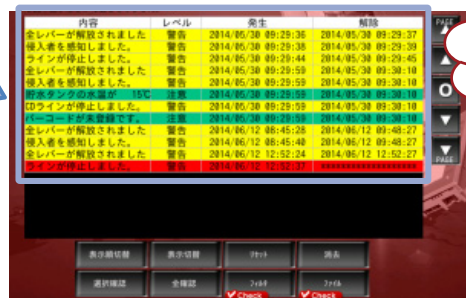 内容 レベル 発生 解除
全レバーが解放されました 警告 2014/05/30 09:29:36 2014/05/30 09:29:37
侵入者を感知しました。 警告 2014/05/30 09:29:38 2014/05/30 09:29:39
ラインが停止しました。 警告 2014/05/30 09:29:44 2014/05/30 09:29:45
全レバーが解放されました 警告 2014/05/30 09:29:59 2014/05/30 09:30:10
侵入者を感知しました。 警告 2014/05/30 09:29:59 2014/05/30 09:30:10
貯水タンクの水温が 15℃ 注意 2014/05/30 09:29:59 2014/05/30 09:30:10
CDラインが停止しました。 警告 2014/05/30 09:29:59 2014/05/30 09:30:10
バーコードが未登録です。 注意 2014/05/30 09:29:59 2014/05/30 09:30:10
全レバーが解放されました 警告 2014/06/12 08:45:28 2014/06/12 09:48:27
侵入者を感知しました。 警告 2014/06/12 08:45:40 2014/06/12 09:48:27
全レバーが解放されました 警告 2014/06/12 12:52:24 2014/06/12 12:52:27
ラインが停止しました。 警告 2014/06/12 12:52:37 *******************
PAGE
O
PAGE
表示順切替 表示切替 リセット 消去
選択確認 全確認 フィルタ ファイル
Check Check